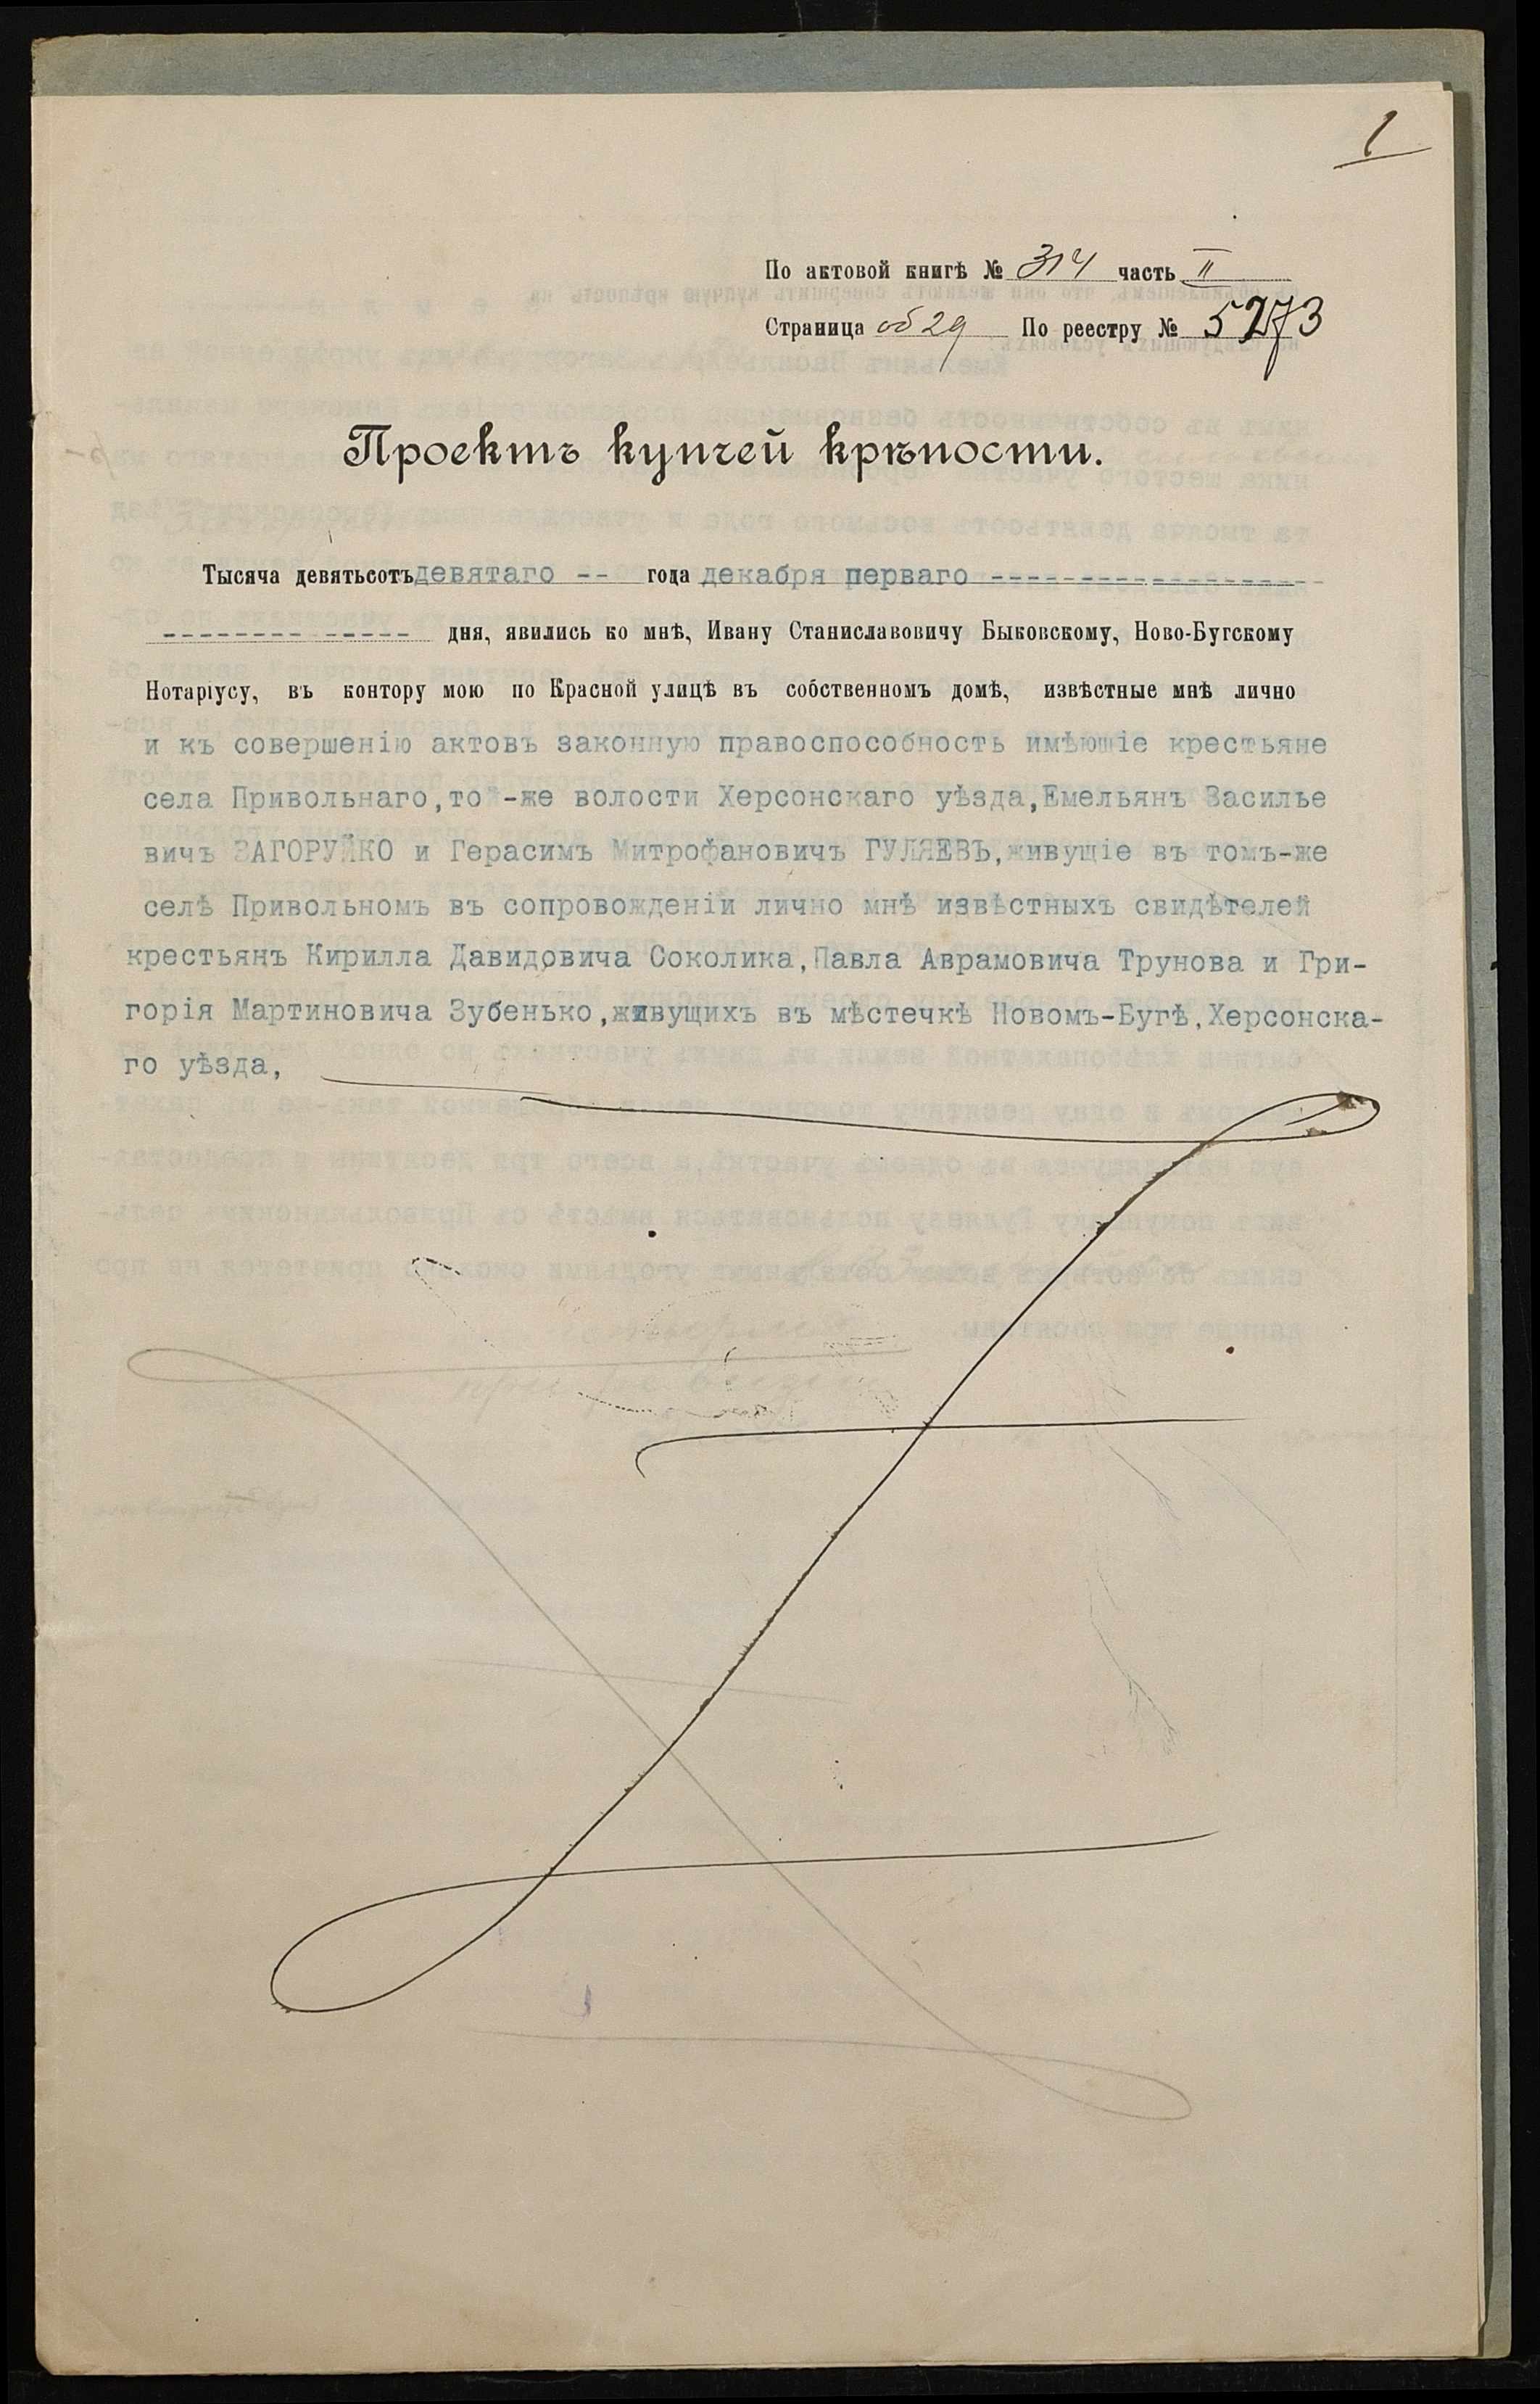 1
По актовой книгѣ № 314 часть II
Страница об 29 По реестру № 5273
Проектъ купчей крѣпости.
Тысяча девятьсотъ девятаго -- года декабря перваго -------------------
-------- ----- дня, явились ко мнѣ, Ивану Станиславовичу Быковскому, Ново-Бугскому
Нотаріусу, въ контору мою по Красной улицѣ въ собственномъ домѣ, извѣстные мнѣ лично
и къ совершенію актовъ законную правоспособность имѣющіе крестьяне
села Привольнаго,той-же волости Херсонскаго уѣзда,Емельянъ Василье
вичъ ЗАГОРУЙКО и Герасимъ Митрофановичъ ГУЛЯЕВЪ,живущіе въ томъ-же
селѣ Привольномъ въ сопровожденіи лично мнѣ извѣстныхъ свидѣтелей
крестьянъ Кирилла Давидовича Соколика,Павла Аврамовича Трунова и Гри-
горія Мартиновича Зубенько,живущихъ въ мѣстечкѣ Новомъ-Бугѣ,Херсонска-
го уѣзда,